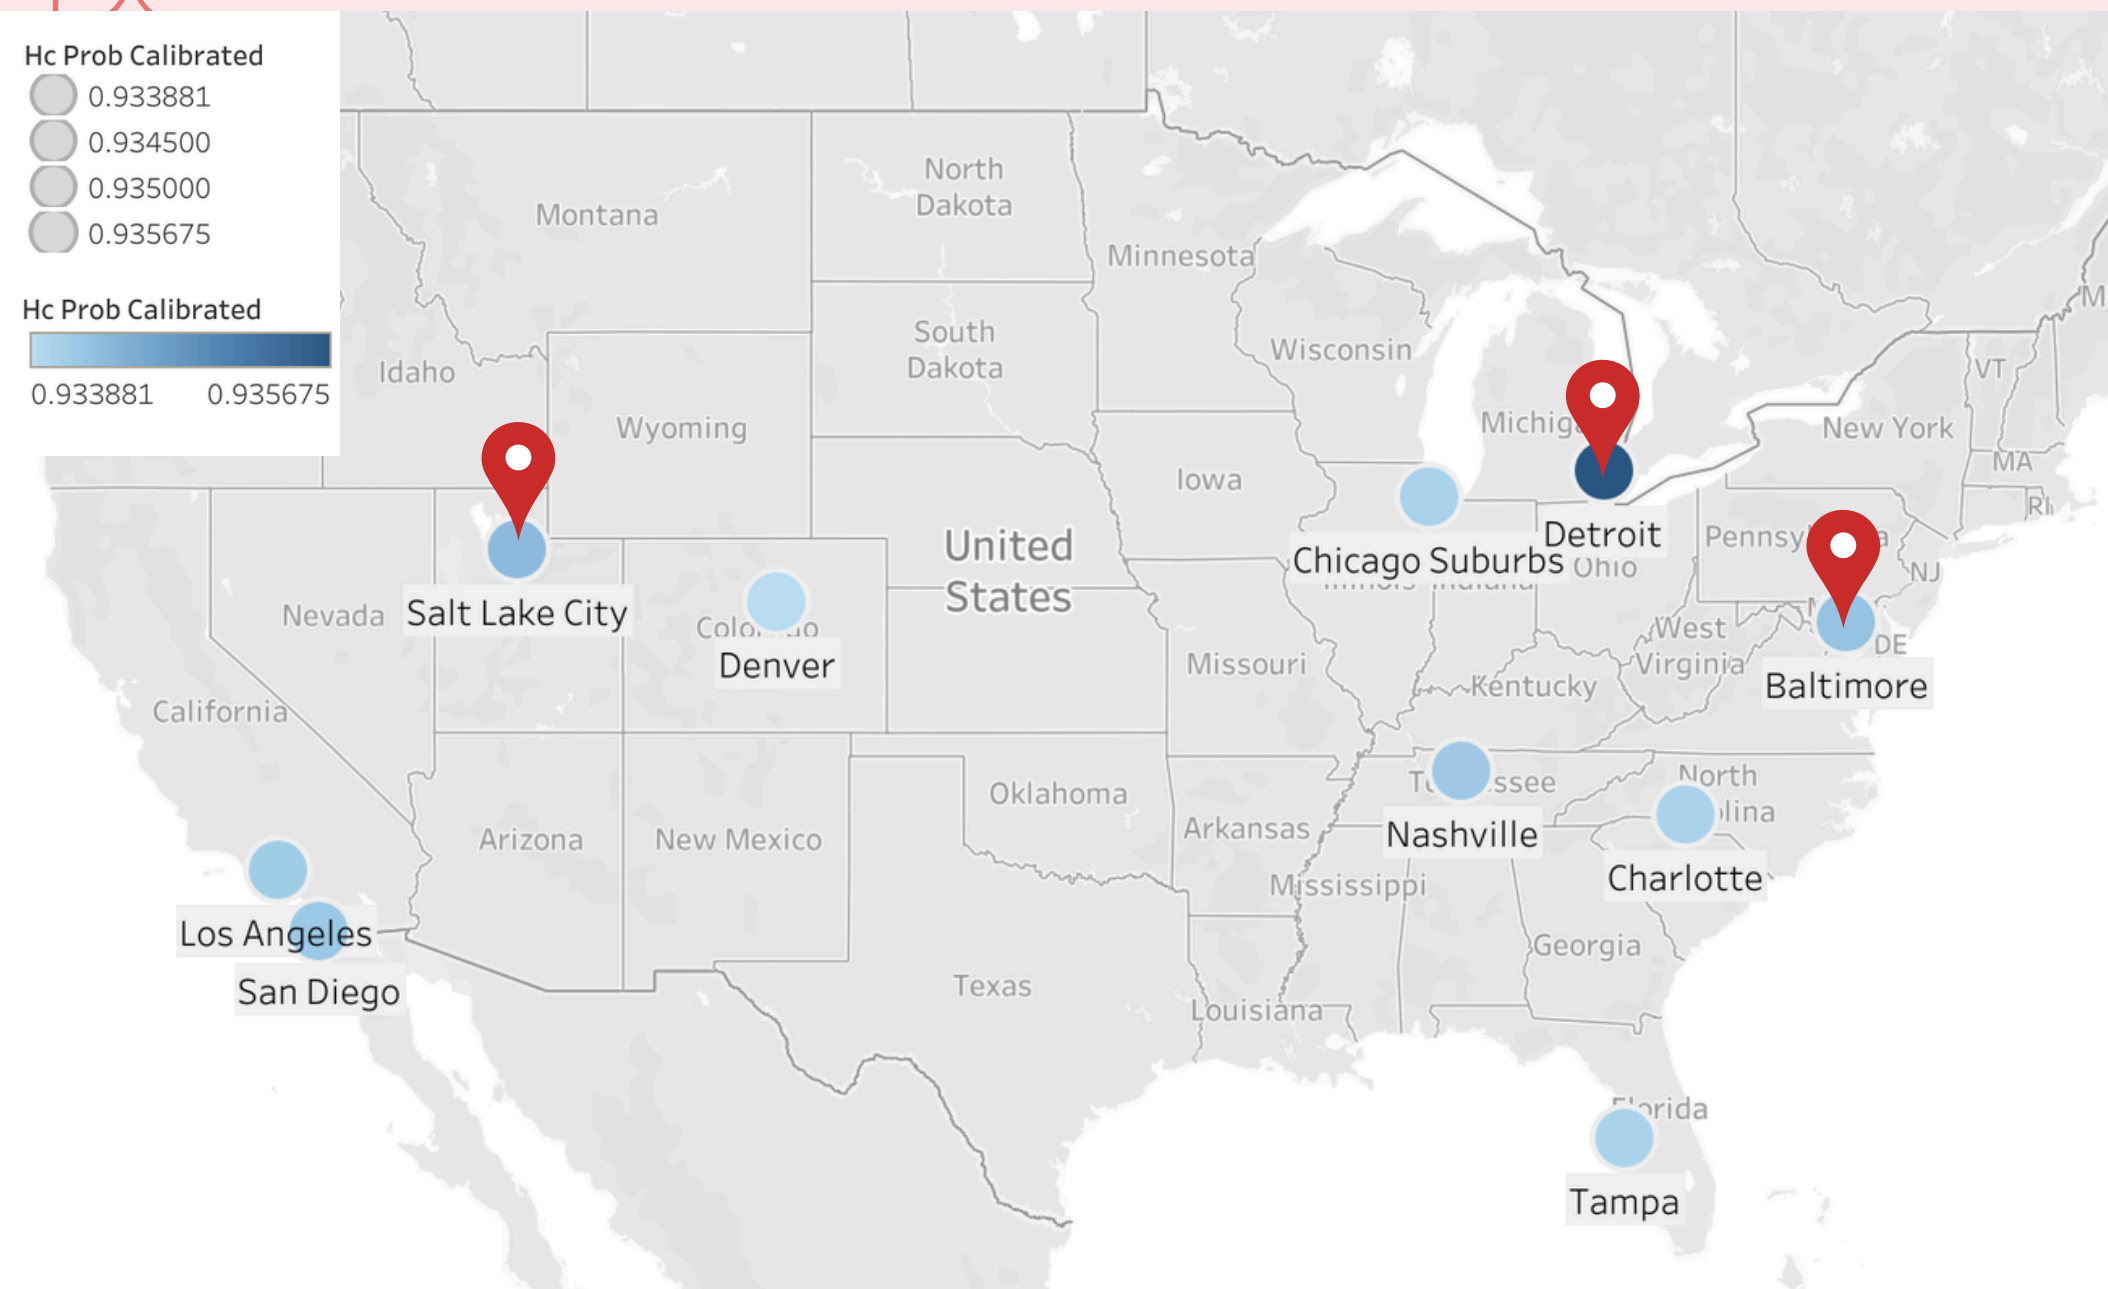 Hc Prob Calibrated
0.933881
0.934500
0.935000
0.935675
Hc Prob Calibrated
0.933881 0.935675
North
Dakota
Montana
Minnesota
South
Dakota
Wisconsin
Idaho
VT
Wyoming
New York
MA
Iowa
RI
United
States
Detroit
Chicago Suburbs
Ohio
NJ
Salt Lake City
Nevada
Denver
West
Virginia
DE
Missouri
Kentucky
Baltimore
California
Oklahoma
North
Arkansas
Nashville
Arizona
New Mexico
Mississippi
Charlotte
Los Angeles
Georgia
San Diego
Texas
Louisiana
Florida
Tampa